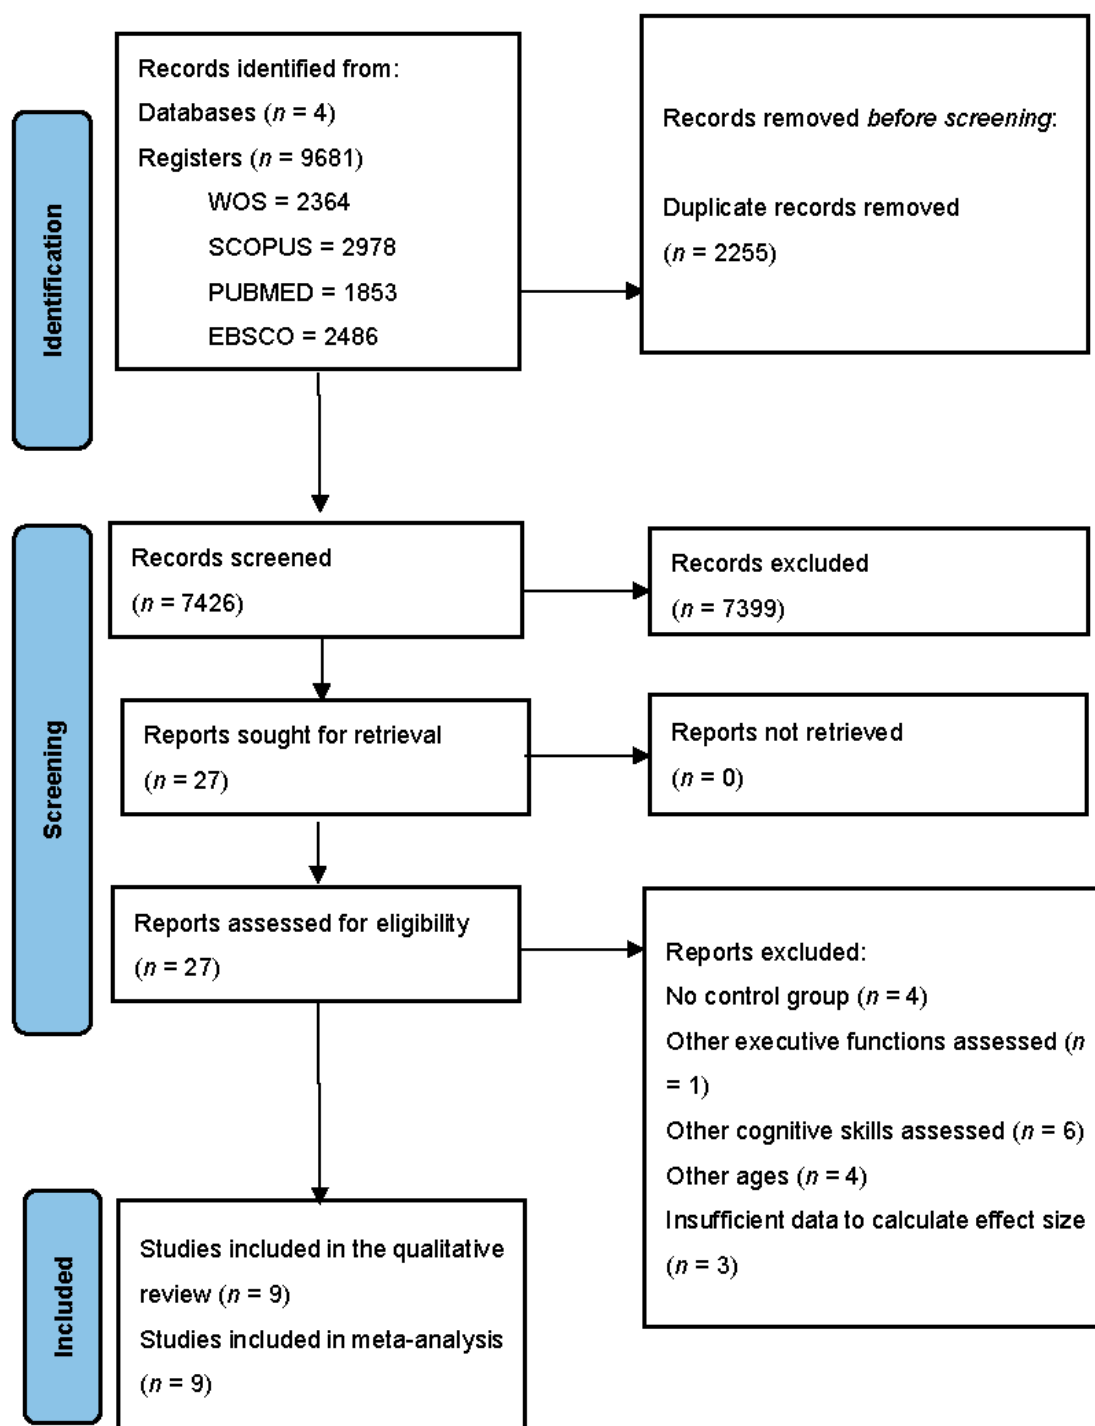 Identification
Records identified from:
Databases (n = 4)
Registers (n = 9681)
WOS = 2364
SCOPUS = 2978
PUBMED = 1853
EBSCO = 2486
Records removed before screening:
Duplicate records removed
(n = 2255)
Screening
Records screened
(n = 7426)
Records excluded
(n = 7399)
Reports sought for retrieval
(n = 27)
Reports not retrieved
(n = 0)
Reports assessed for eligibility
(n = 27)
Reports excluded:
No control group (n = 4)
Other executive functions assessed (n
= 1)
Other cognitive skills assessed (n = 6)
Other ages (n = 4)
Insufficient data to calculate effect size
(n = 3)
Included
Studies included in the qualitative
review (n = 9)
Studies included in meta-analysis
(n = 9)